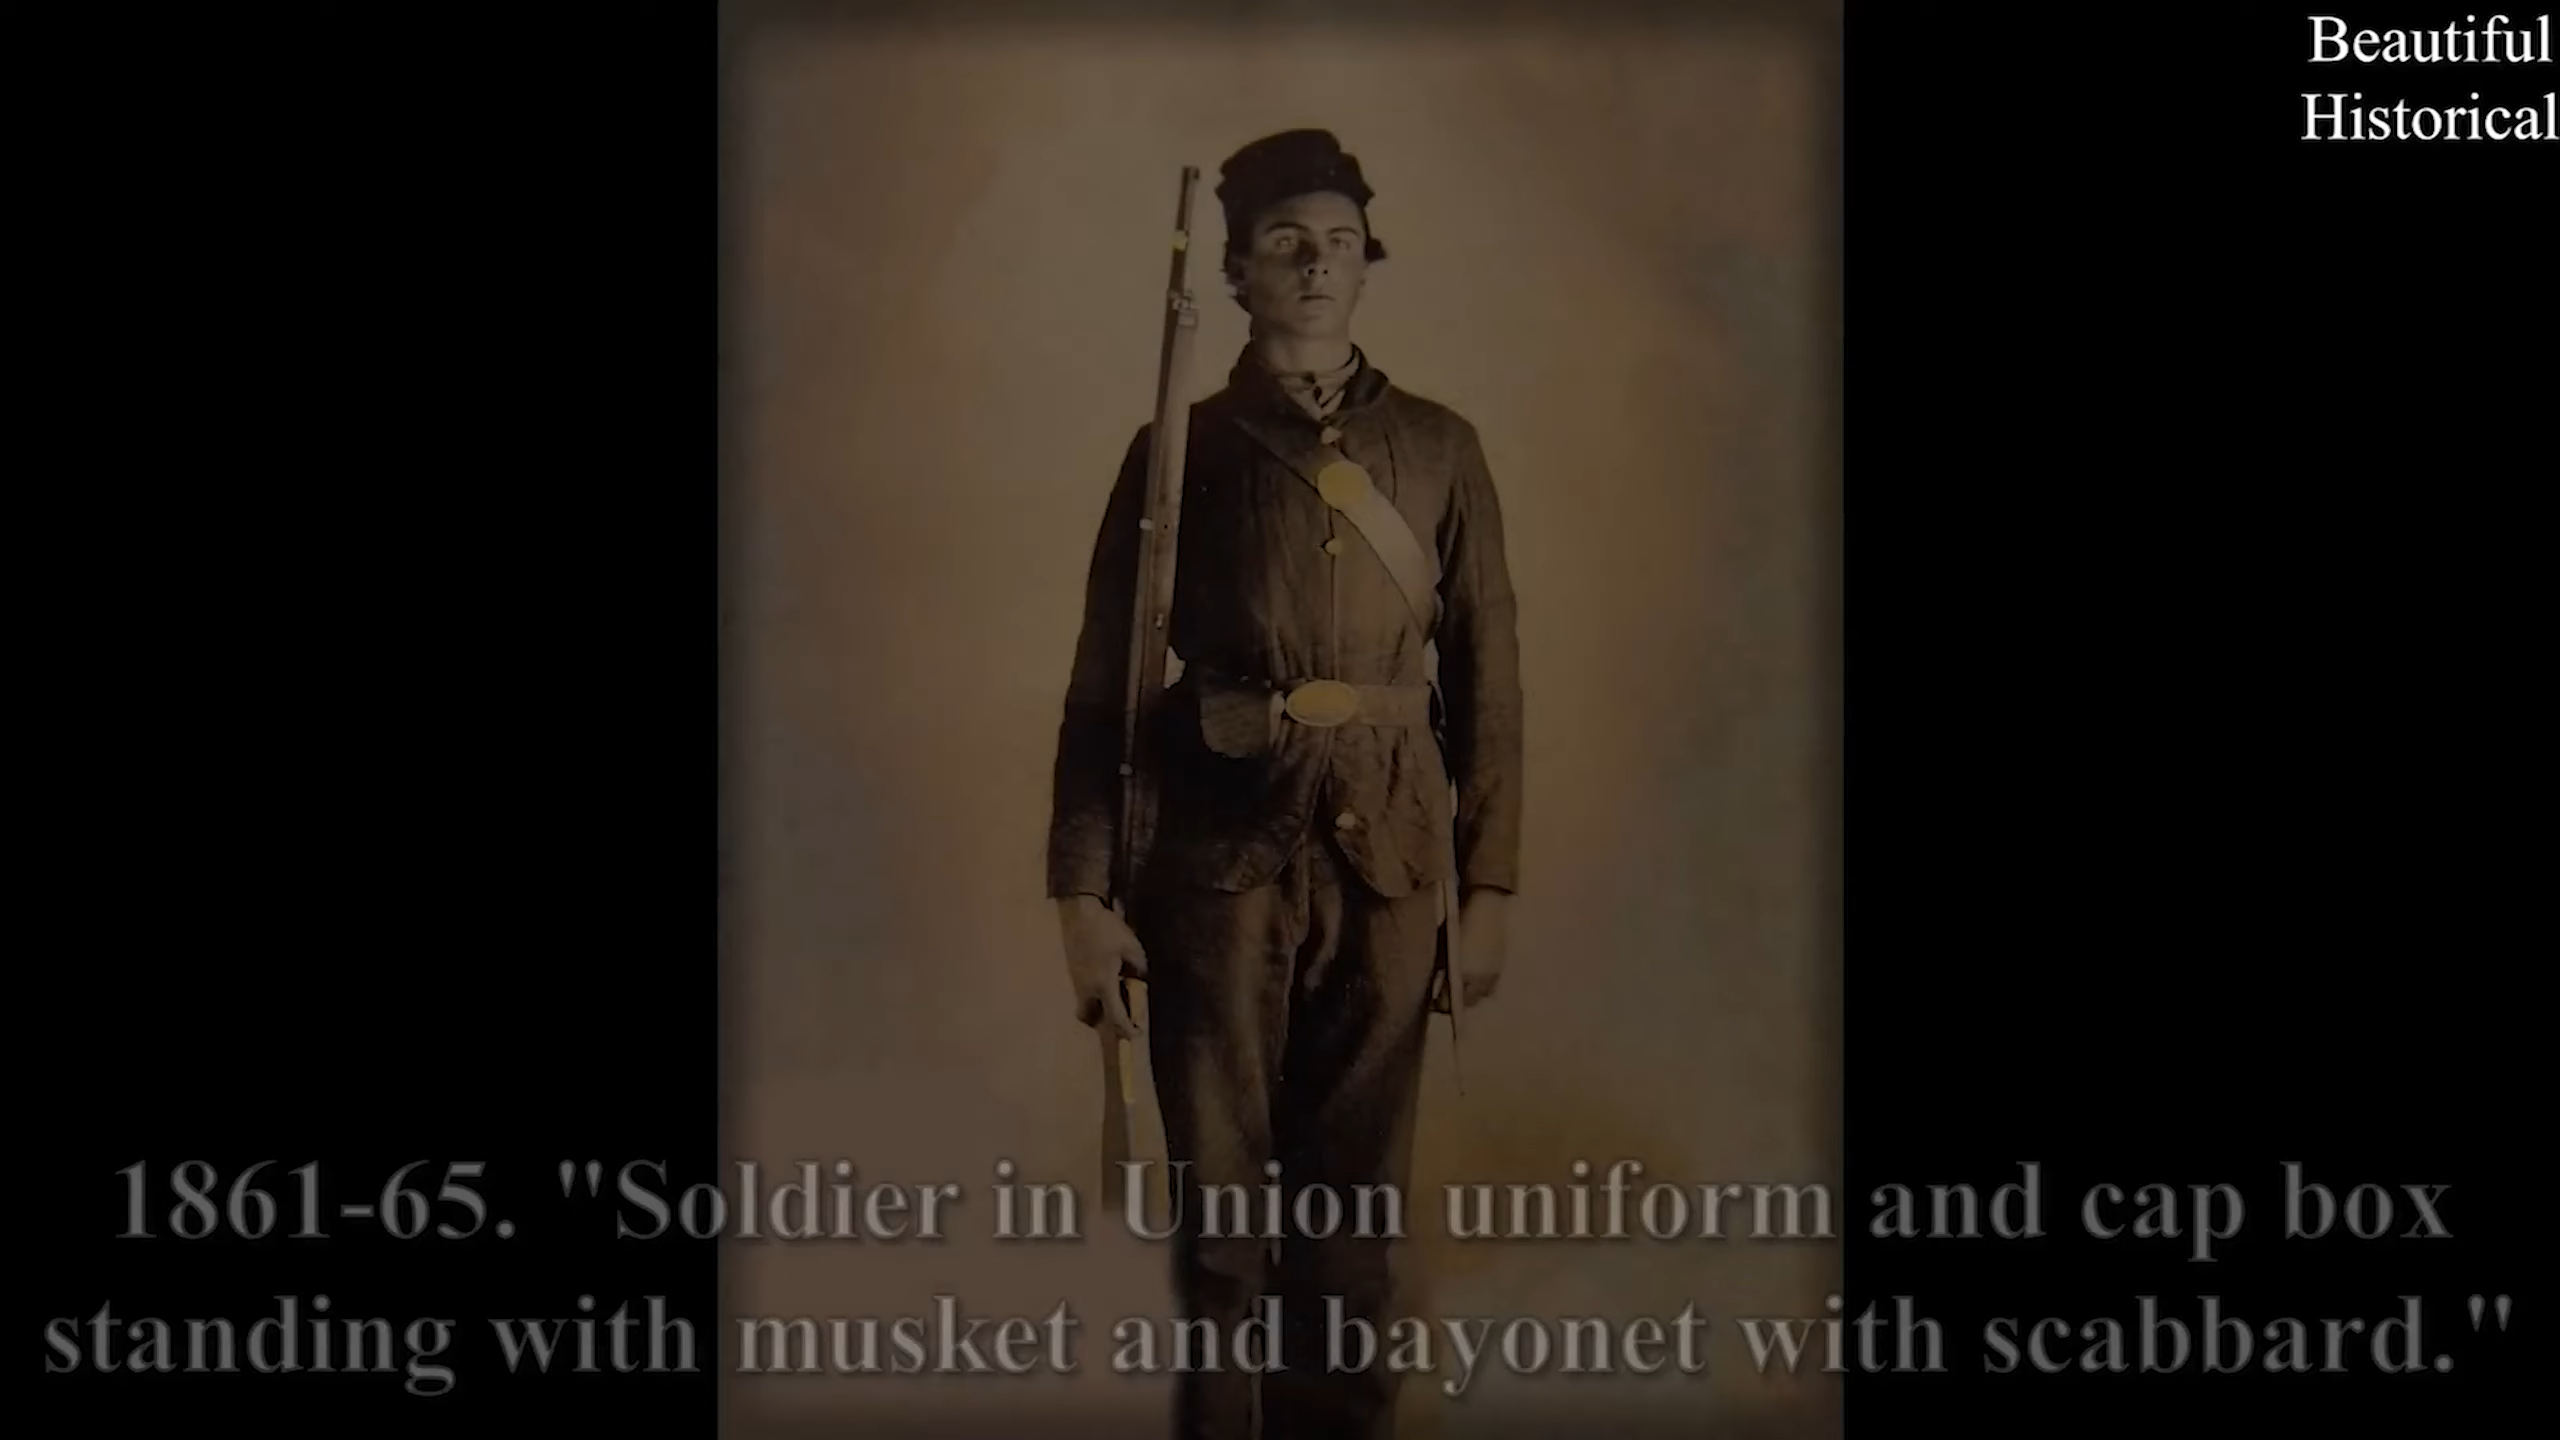 Beautiful
Historical
1861-65. "Soldier in Union uniform and cap box
standing with musket and bayonet with scabbard."